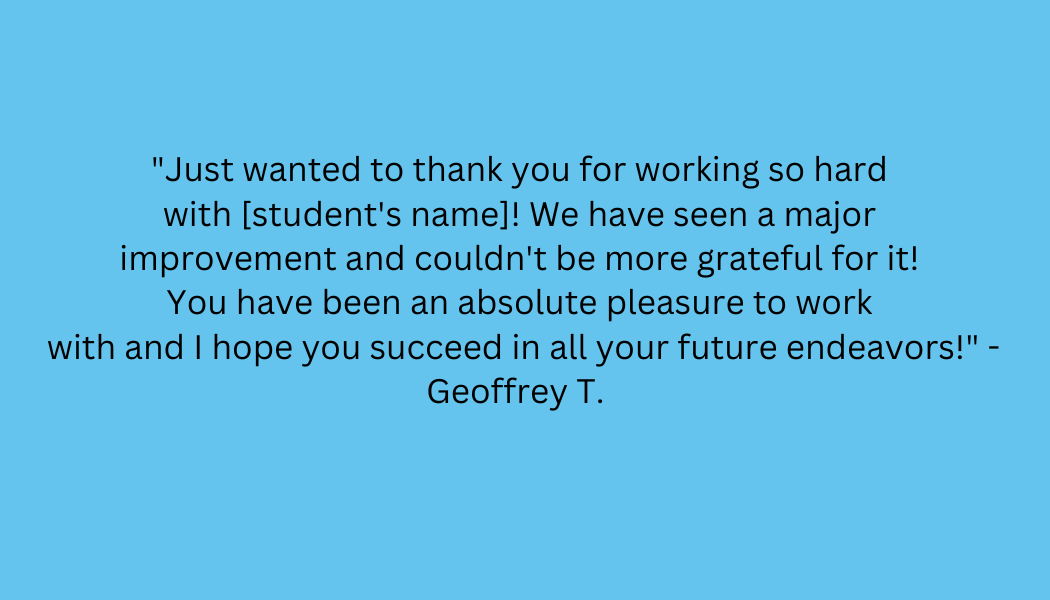 "Just wanted to thank you for working so hard
with [student's name]! We have seen a major
improvement and couldn't be more grateful for it!
You have been an absolute pleasure to work
with and I hope you succeed in all your future endeavors!" -
Geoffrey T.